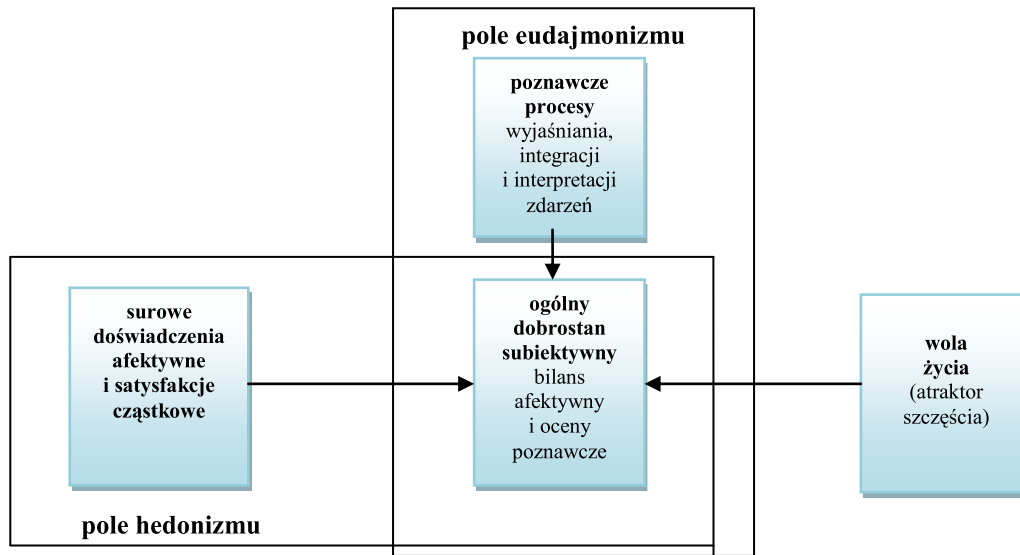 pole eudajmonizmu
poznawcze
procesy
wyjaśniania,
integracji
i interpretacji
zdarzeń
surowe
doświadczenia
afektywne
i satysfakcje
cząstkowe
ogólny
dobrostan
subiektywny
bilans
afektywny
i oceny
poznawcze
wola
życia
(atraktor
szczęścia)
pole hedonizmu